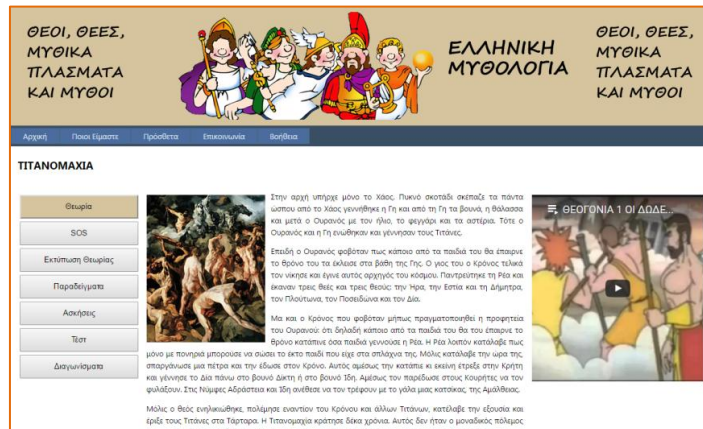 ΘΕΟΙ, ΘΕΕΣ,
ΜΥΘΙΚΑ
ΠΛΑΣΜΑΤΑ
ΚΑΙ ΜΥΘΟΙ
ΕΛΛΗΝΙΚΗ
ΜΥΘΟΛΟΓΙΑ
ΘΕΟΙ, ΘΕΕΣ,
ΜΥΘΙΚΑ
ΠΛΑΣΜΑΤΑ
ΚΑΙ ΜΥΘΟΙ
Αρχική Ποιοι Είμαστε Πρόσθετα Επικοινωνία Βοήθεια
ΤΙΤΑΝΟΜΑΧΙΑ
Θεωρία
SOS
Εκτύπωση Θεωρίας
Παραδείγματα
Ασκήσεις
Τέστ
Διαγωνίσματα
Στην αρχή υπήρχε μόνο το Χάος. Πυκνό σκοτάδι σκέπαζε τα πάντα
ώσπου από το Χάος γεννήθηκε η Γη και από τη Γη τα βουνά, η θάλασσα
και μετά ο Ουρανός με τον ήλιο, το φεγγάρι και τα αστέρια. Τότε ο
Ουρανός και η Γη ενώθηκαν και γέννησαν τους Τιτάνες.
Επειδή ο Ουρανός φοβόταν πως κάποιο από τα παιδιά του θα έπαιρνε
το θρόνο του τα έκλεισε στα βάθη της Γης. Ο γιος του ο Κρόνος τελικά
τον νίκησε και έγινε αυτός αρχηγός του κόσμου. Παντρεύτηκε τη Ρέα και
έκαναν τρεις θεές και τρεις θεούς: την Ήρα, την Εστία και τη Δήμητρα,
τον Πλούτωνα, τον Ποσειδώνα και τον Δία.
Μα και ο Κρόνος που φοβόταν μήπως πραγματοποιηθεί η προφητεία
του Ουρανού: ότι δηλαδή κάποιο από τα παιδιά του θα του έπαιρνε το
θρόνο κατάπινε όσα παιδιά γεννούσε η Ρέα. Η Ρέα λοιπόν κατάλαβε πως
μόνο με πονηριά μπορούσε να σώσει το έκτο παιδί που είχε στα σπλάχνα της. Μόλις κατάλαβε την ώρα της,
σπαργάνωσε μια πέτρα και την έδωσε στον Κρόνο. Αυτός αμέσως την κατάπιε κι εκείνη έτρεξε στην Κρήτη
και γέννησε το Δία πάνω στο βουνό Δίκτη ή στο βουνό Ίδη. Αμέσως τον παρέδωσε στους Κουρήτες να τον
φυλάξουν. Στις Νύμφες Αδράστεια και Ίδη ανέθεσε να τον τρέφουν με το γάλα μιας κατσίκας, της Αμάλθειας.
Μόλις ο θεός ενηλικιώθηκε, πολέμησε εναντίον του Κρόνου και άλλων Τιτάνων, κατέλαβε την εξουσία και
έριξε τους Τιτάνες στα Τάρταρα. Η Τιτανομαχία κράτησε δέκα χρόνια. Αυτός δεν ήταν ο μοναδικός πόλεμος
ΘΕΟΓΟΝΙΑ 1 ΟΙ ΔΩΔΕ...